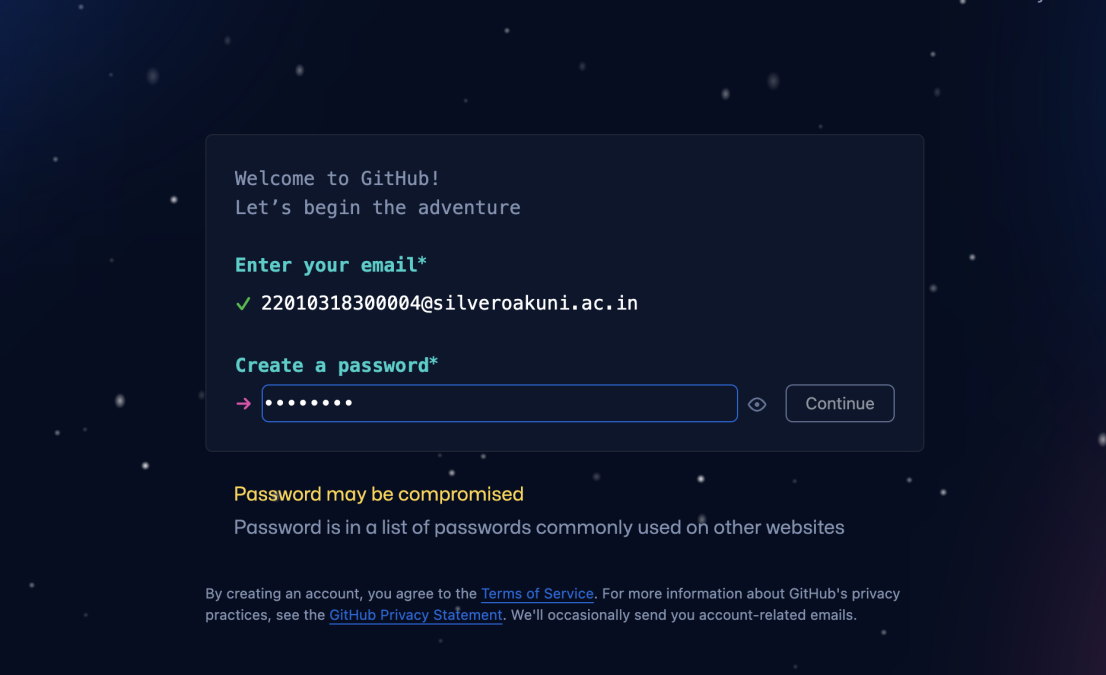 Welcome to GitHub!
Let’s begin the adventure
Enter your email*
✓ 22010318300004@silveroakuni.ac.in
Create a password*
→ •••••••• Continue
Password may be compromised
Password is in a list of passwords commonly used on other websites
By creating an account, you agree to the Terms of Service. For more information about GitHub's privacy
practices, see the GitHub Privacy Statement. We'll occasionally send you account-related emails.